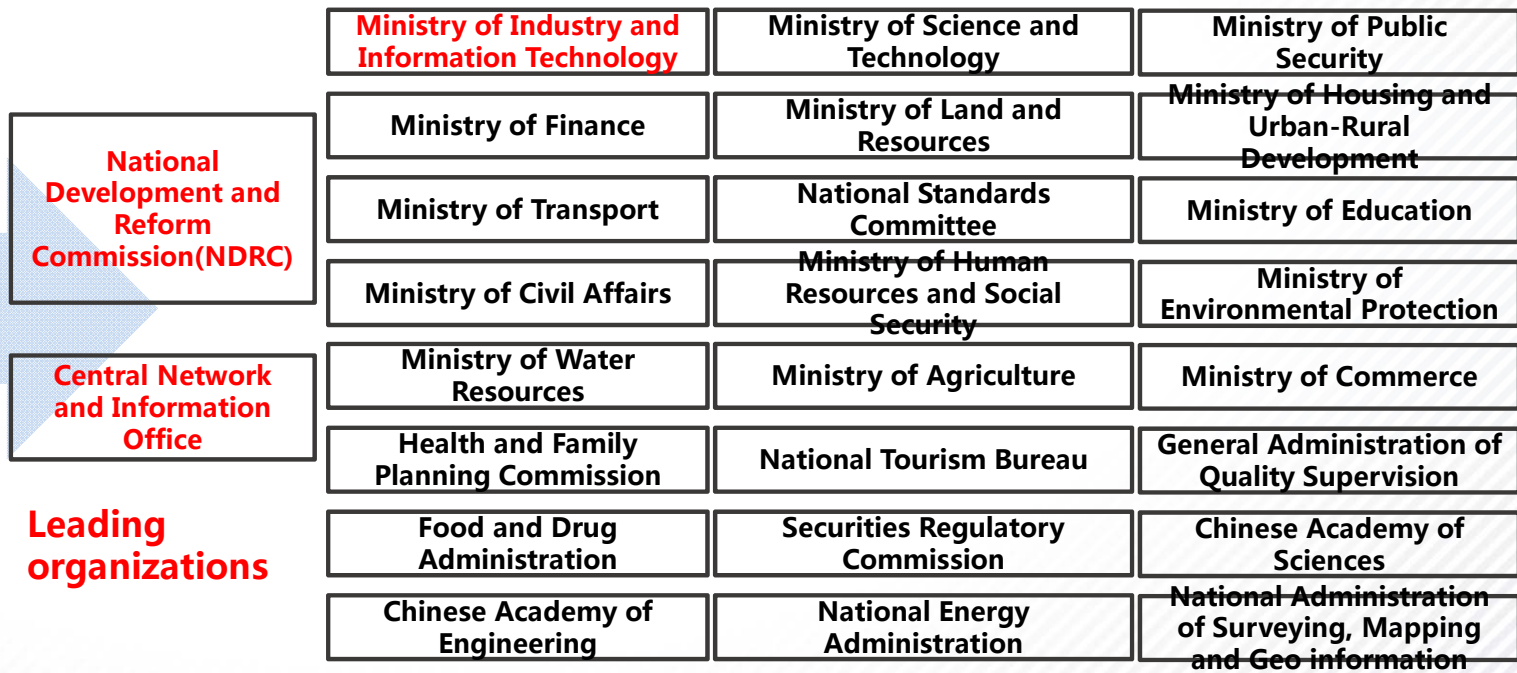 National
Development and
Reform
Commission(NDRC)
Central Network
and Information
Office
Leading
organizations
Ministry of Industry and
Information Technology
Ministry of Science and
Technology
Ministry of Public
Security
Ministry of Finance
Ministry of Land and
Resources
Ministry of Housing and
Urban-Rural
Development
Ministry of Transport
National Standards
Committee
Ministry of Education
Ministry of Civil Affairs
Ministry of Human
Resources and Social
Security
Ministry of
Environmental Protection
Ministry of Water
Resources
Ministry of Agriculture
Ministry of Commerce
Health and Family
Planning Commission
National Tourism Bureau
General Administration of
Quality Supervision
Food and Drug
Administration
Securities Regulatory
Commission
Chinese Academy of
Sciences
Chinese Academy of
Engineering
National Energy
Administration
National Administration
of Surveying, Mapping
and Geo information